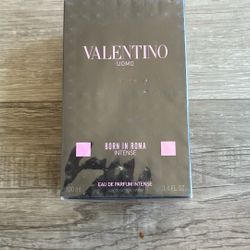 VALENTINO
UOMO
BORN IN ROMA
INTENSE
EAU DE PARFUM INTENSE
100 ml 3.4 FL.OZ